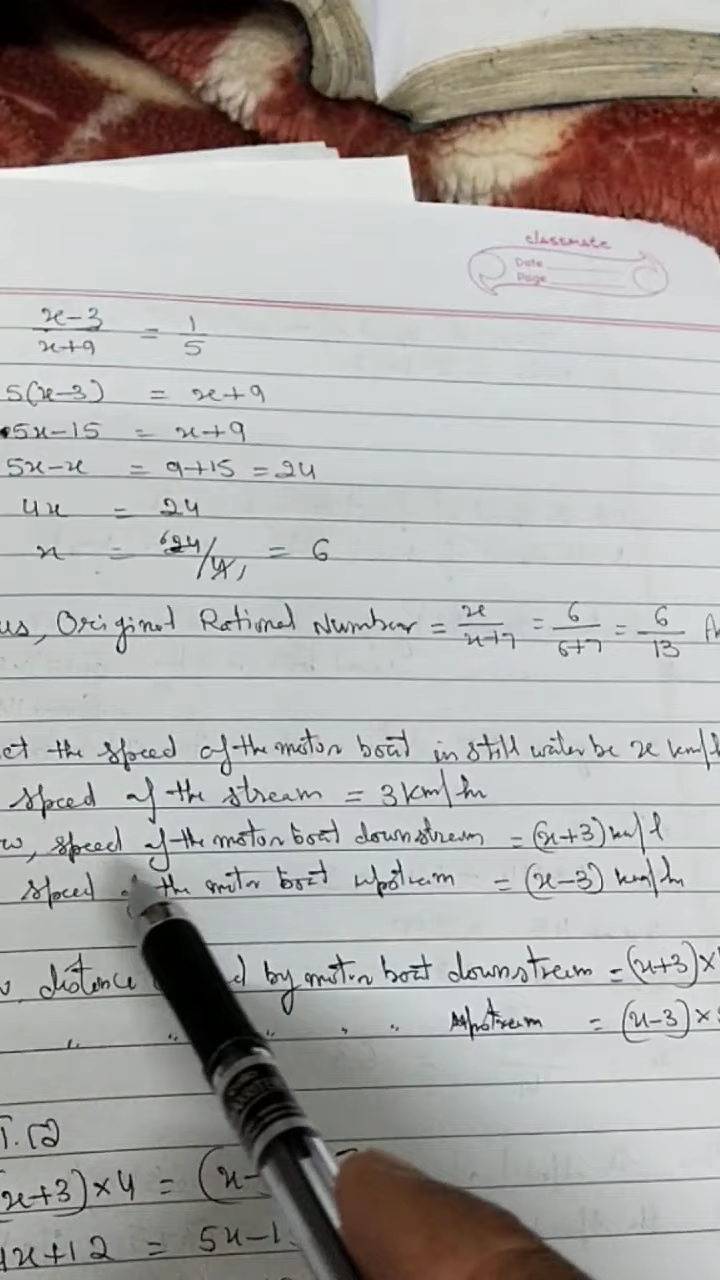 classmate
Date
Page
x-3/x+9 = 1/5
5(x-3) = x+9
5x-15 = x+9
5x-x = 9+15 = 24
4x = 24
x = 24/4 = 6
us, Original Rational Number = x/x+7 = 6/6+7 = 6/13
et the speed of the motor boat in still water be x km/h
speed of the stream = 3 km/hr
w, speed of the motor boat downstream = (x+3) km/h
speed of the motor boat upstream = (x-3) km/hr
distance d by motor boat downstream = (x+3)×
" " " " " upstream = (x-3)×
(x+3)×4 = (x-
4x+12 = 5x-1